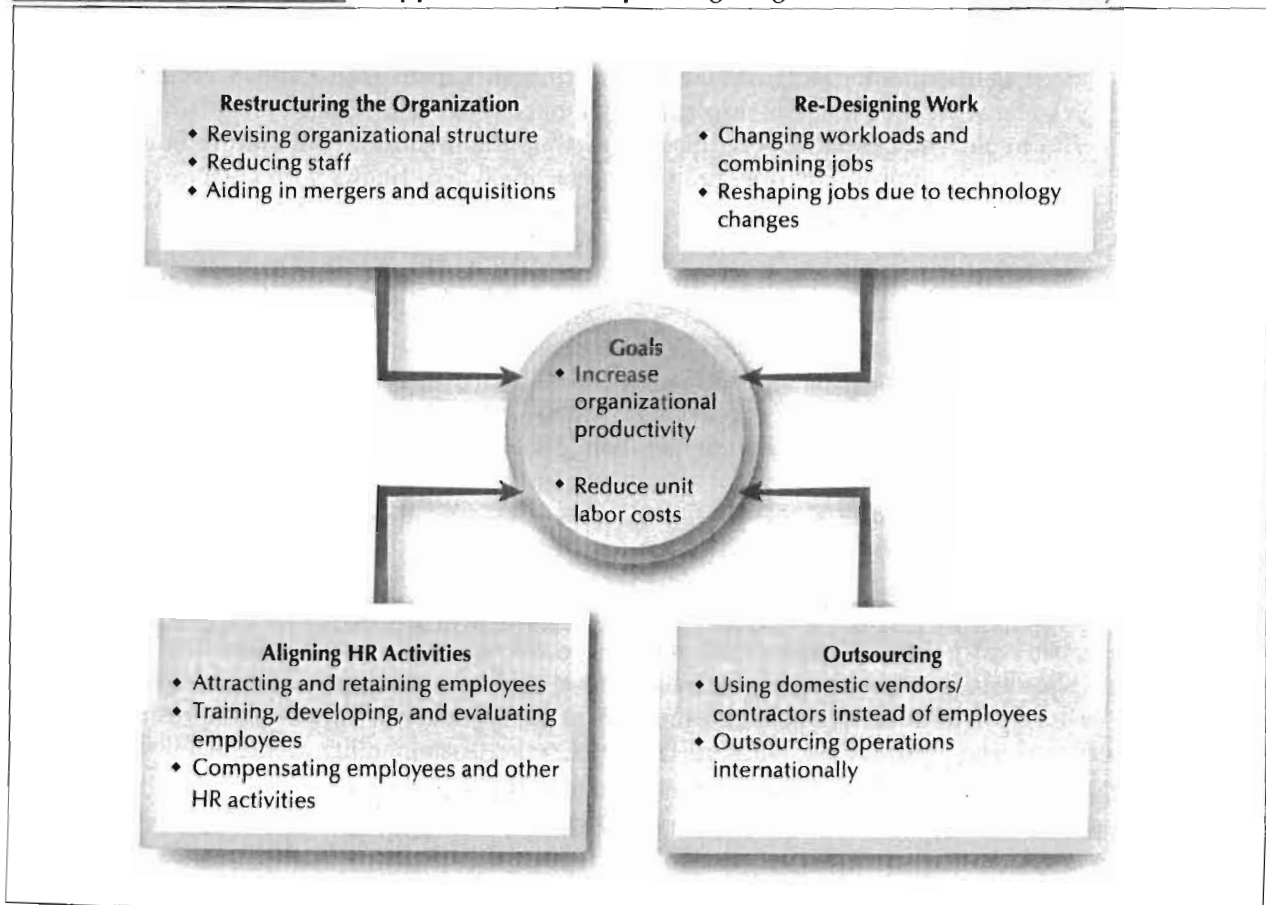 Restructuring the Organization
◆ Revising organizational structure
◆ Reducing staff
◆ Aiding in mergers and acquisitions
Re-Designing Work
◆ Changing workloads and
combining jobs
◆ Reshaping jobs due to technology
changes
Goals
◆ Increase
organizational
productivity
◆ Reduce unit
labor costs
Aligning HR Activities
◆ Attracting and retaining employees
◆ Training, developing, and evaluating
employees
◆ Compensating employees and other
HR activities
Outsourcing
◆ Using domestic vendors/
contractors instead of employees
◆ Outsourcing operations
internationally